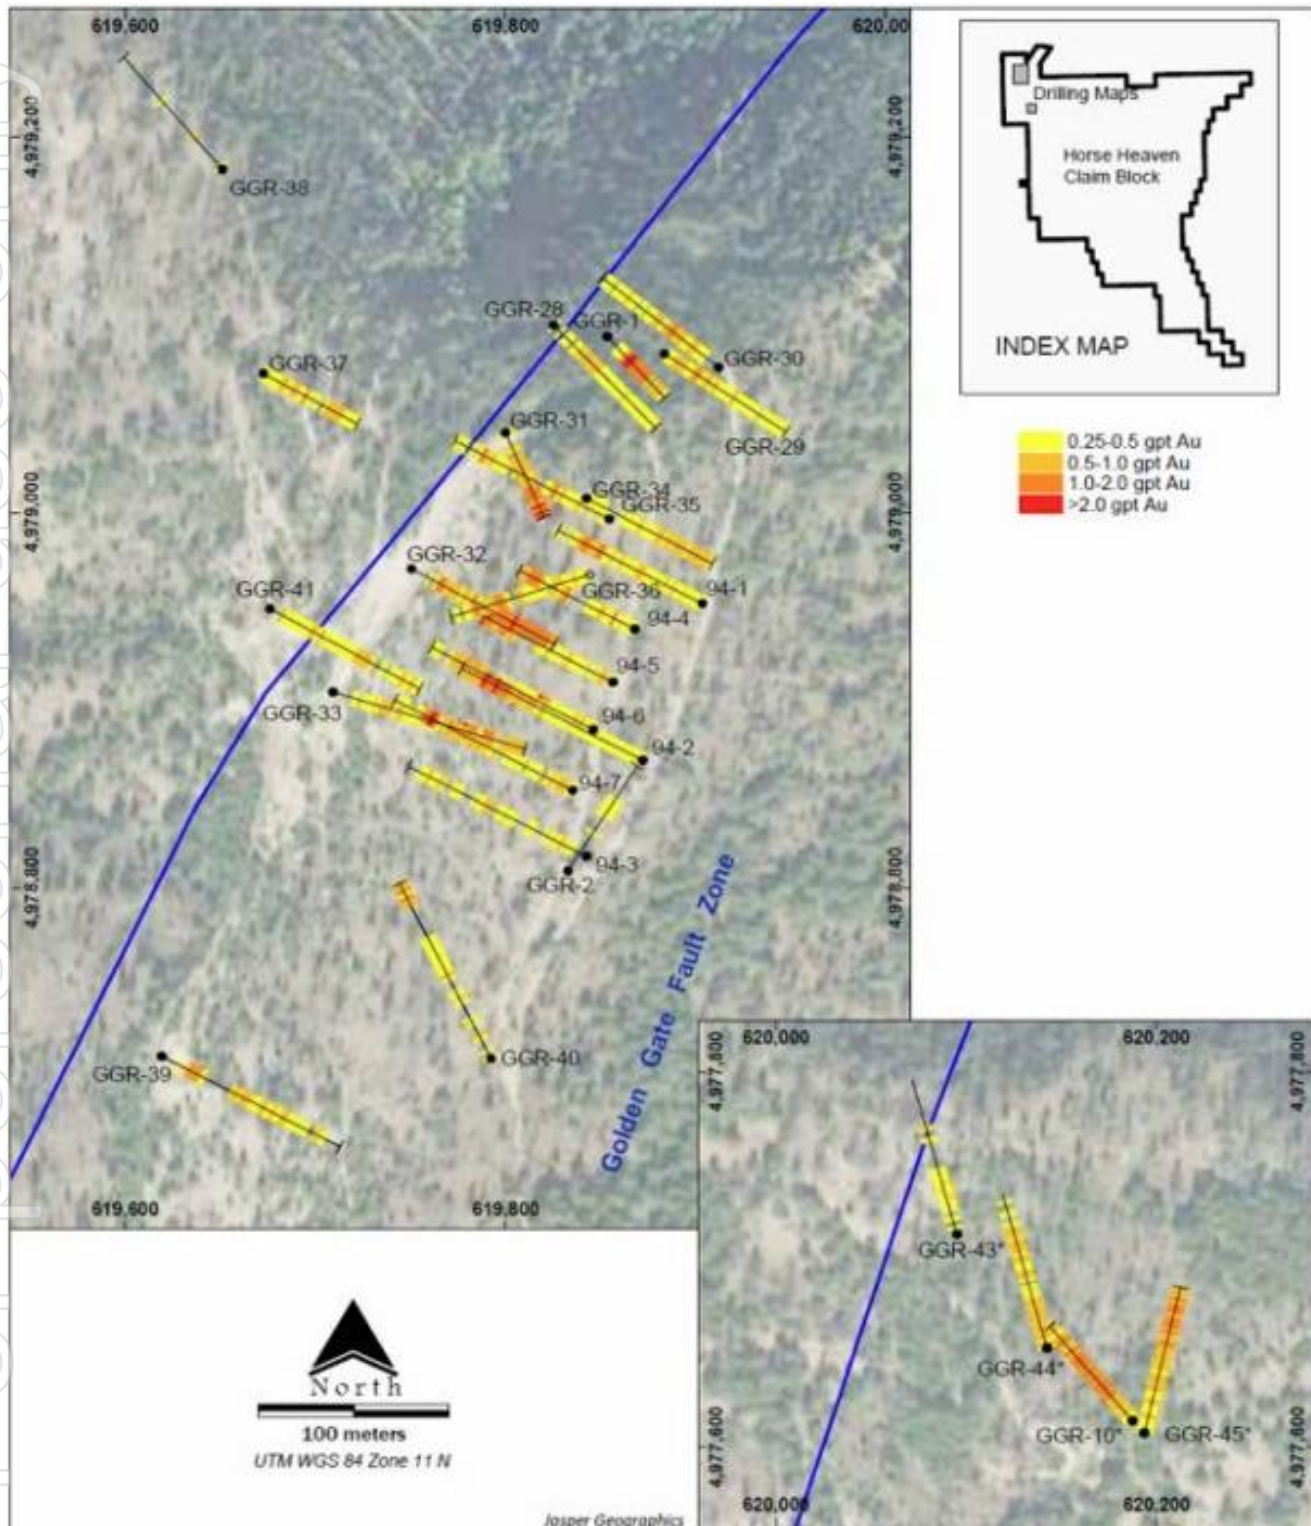 619,600
619,800
620,00
4,979,200
4,979,200
GGR-38
GGR-28
GGR-1
GGR-30
GGR-37
GGR-29
GGR-31
GGR-34
GGR-35
4,979,000
4,979,000
GGR-32
GGR-36
94-1
GGR-41
94-4
94-5
GGR-33
94-6
94-2
94-7
94-3
GGR-2
4,978,800
4,978,800
GGR-40
GGR-39
Golden Gate Fault Zone
619,600
619,800
Drilling Maps
Horse Heaven
Claim Block
INDEX MAP
0.25-0.5 gpt Au
0.5-1.0 gpt Au
1.0-2.0 gpt Au
>2.0 gpt Au
620,000
620,200
4,977,800
4,977,800
GGR-43*
GGR-44*
GGR-10*
GGR-45*
4,977,600
4,977,600
620,000
620,200
North
100 meters
UTM WGS 84 Zone 11 N
Jasper Geographics